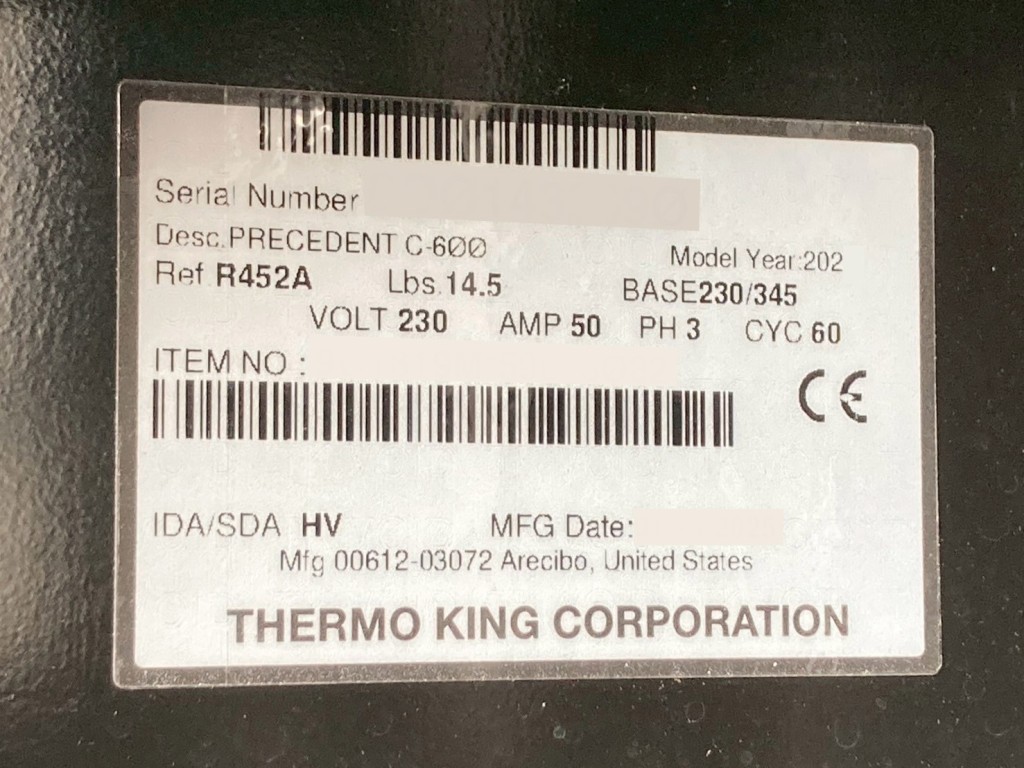 Serial Number
Desc.PRECEDENT C-600
Model Year:202
Ref R452A Lbs.14.5 BASE230/345
VOLT 230 AMP 50 PH 3 CYC 60
ITEM NO :
CE
IDA/SDA HV MFG Date:
Mfg 00612-03072 Arecibo, United States
THERMO KING CORPORATION